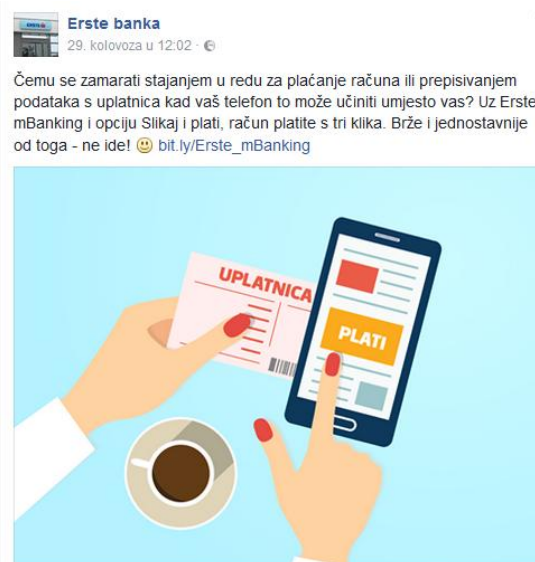 Erste banka
29. kolovoza u 12:02 ·
Čemu se zamarati stajanjem u redu za plaćanje računa ili prepisivanjem
podataka s uplatnica kad vaš telefon to može učiniti umjesto vas? Uz Erste
mBanking i opciju Slikaj i plati, račun platite s tri klika. Brže i jednostavnije
od toga - ne ide! 🙂 bit.ly/Erste_mBanking
UPLATNICA
PLATI